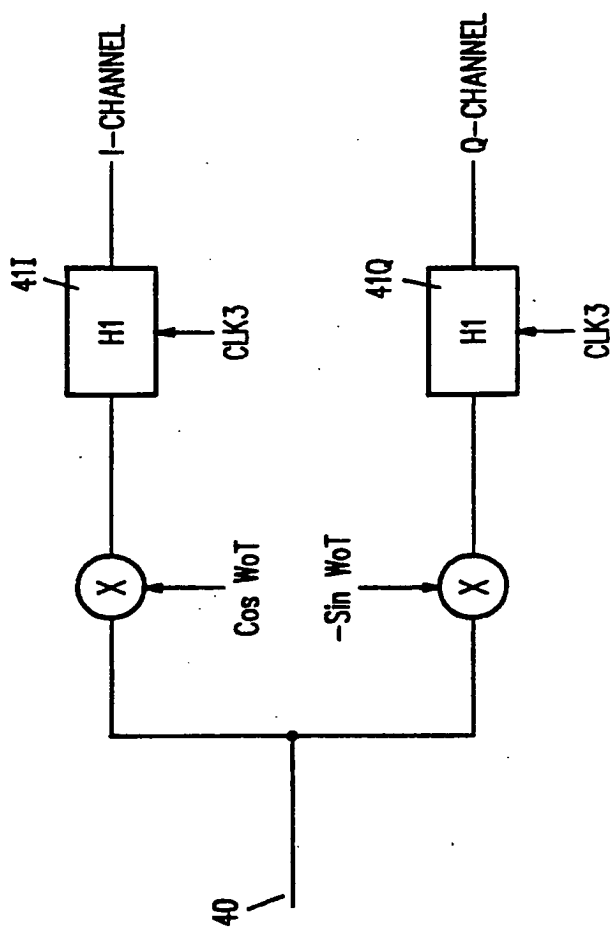 40
Cos WoT
41I
H1
CLK3
I-CHANNEL
X
-Sin WoT
X
41Q
H1
CLK3
Q-CHANNEL